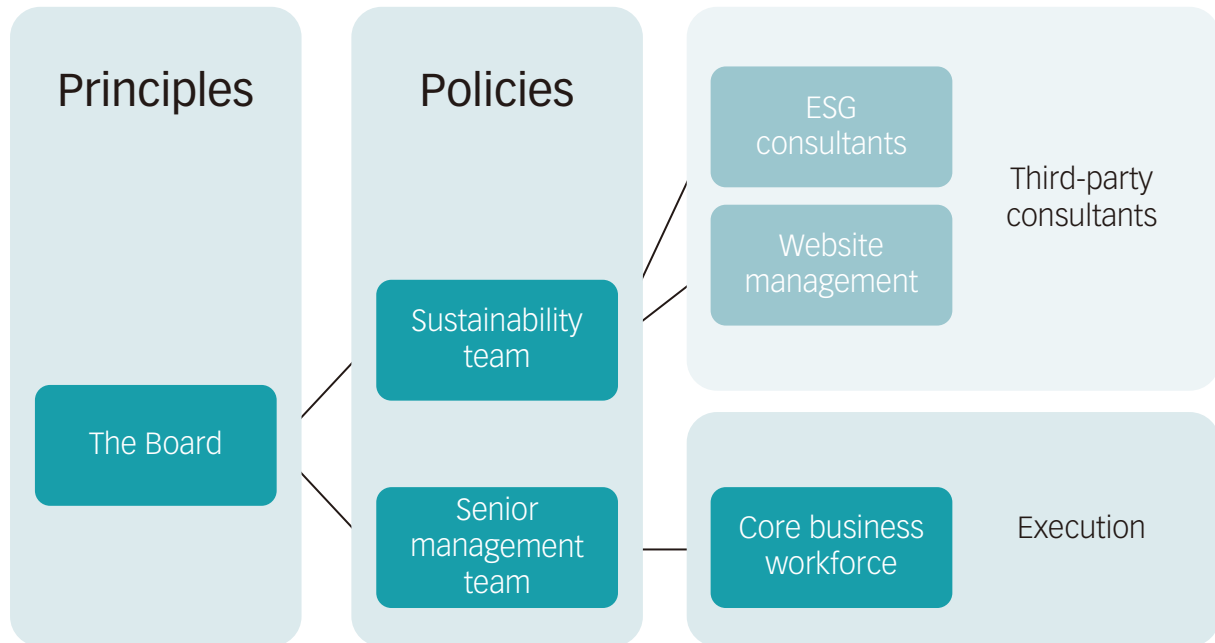 Principles
The Board
Policies
Sustainability
team
Senior
management
team
ESG
consultants
Website
management
Third-party
consultants
Core business
workforce
Execution